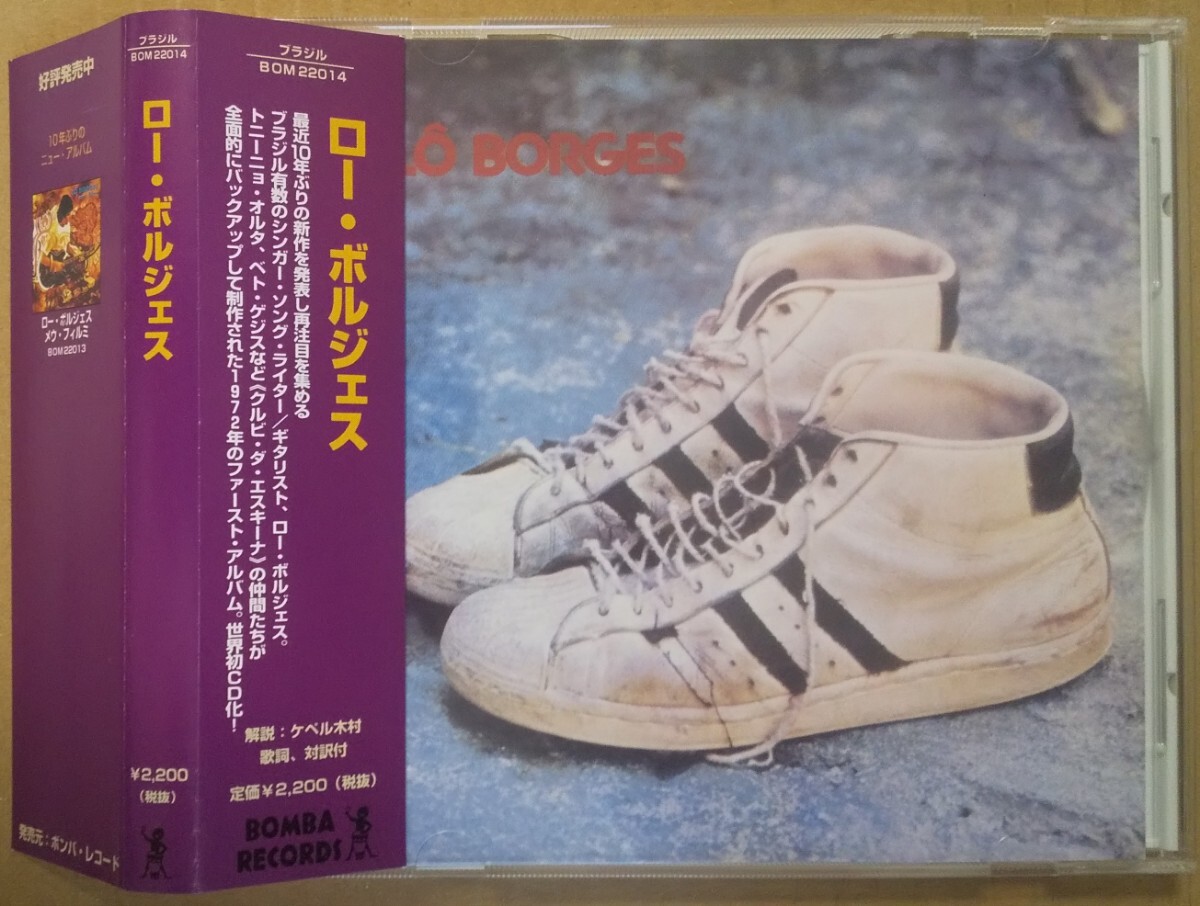 好評発売中
10年ぶりの
ニュー・アルバム
ロー・ボルジェス
メウ・フィルミ
BOM22013
発売元：ボンバ・レコード
ブラジル
BOM22014
ロー・ボルジェス
¥2,200
（税抜）
ブラジル
BOM22014
ロー・ボルジェス
最近10年ぶりの新作を発表し再注目を集める
ブラジル有数のシンガー・ソング・ライター／ギタリスト、ロー・ボルジェス。
トニーニョ・オルタ、ベト・ゲジスなど《クルビ・ダ・エスキーナ》の仲間たちが
全面的にバックアップして制作された1972年のファースト・アルバム。世界初CD化！
解説：ケペル木村
歌詞、対訳付
定価¥2,200（税抜）
BOMBA
RECORDS
LÔ BORGES